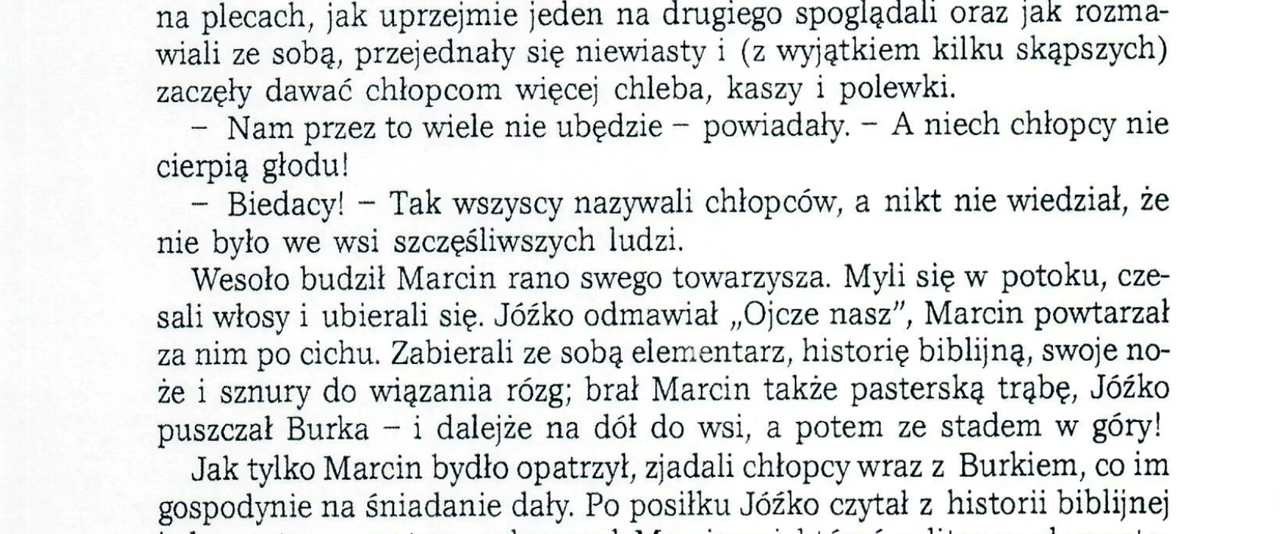 na plecach, jak uprzejmie jeden na drugiego spoglądali oraz jak rozma-
wiali ze sobą, przejednały się niewiasty i (z wyjątkiem kilku skąpszych)
zaczęły dawać chłopcom więcej chleba, kaszy i polewki.
– Nam przez to wiele nie ubędzie – powiadały. – A niech chłopcy nie
cierpią głodu!
– Biedacy! – Tak wszyscy nazywali chłopców, a nikt nie wiedział, że
nie było we wsi szczęśliwszych ludzi.
Wesoło budził Marcin rano swego towarzysza. Myli się w potoku, cze-
sali włosy i ubierali się. Jóźko odmawiał „Ojcze nasz”, Marcin powtarzał
za nim po cichu. Zabierali ze sobą elementarz, historię biblijną, swoje no-
że i sznury do wiązania rózg; brał Marcin także pasterską trąbę, Jóźko
puszczał Burka – i dalejże na dół do wsi, a potem ze stadem w góry!
Jak tylko Marcin bydło opatrzył, zjadali chłopcy wraz z Burkiem, co im
gospodynie na śniadanie dały. Po posiłku Jóźko czytał z historii biblijnej